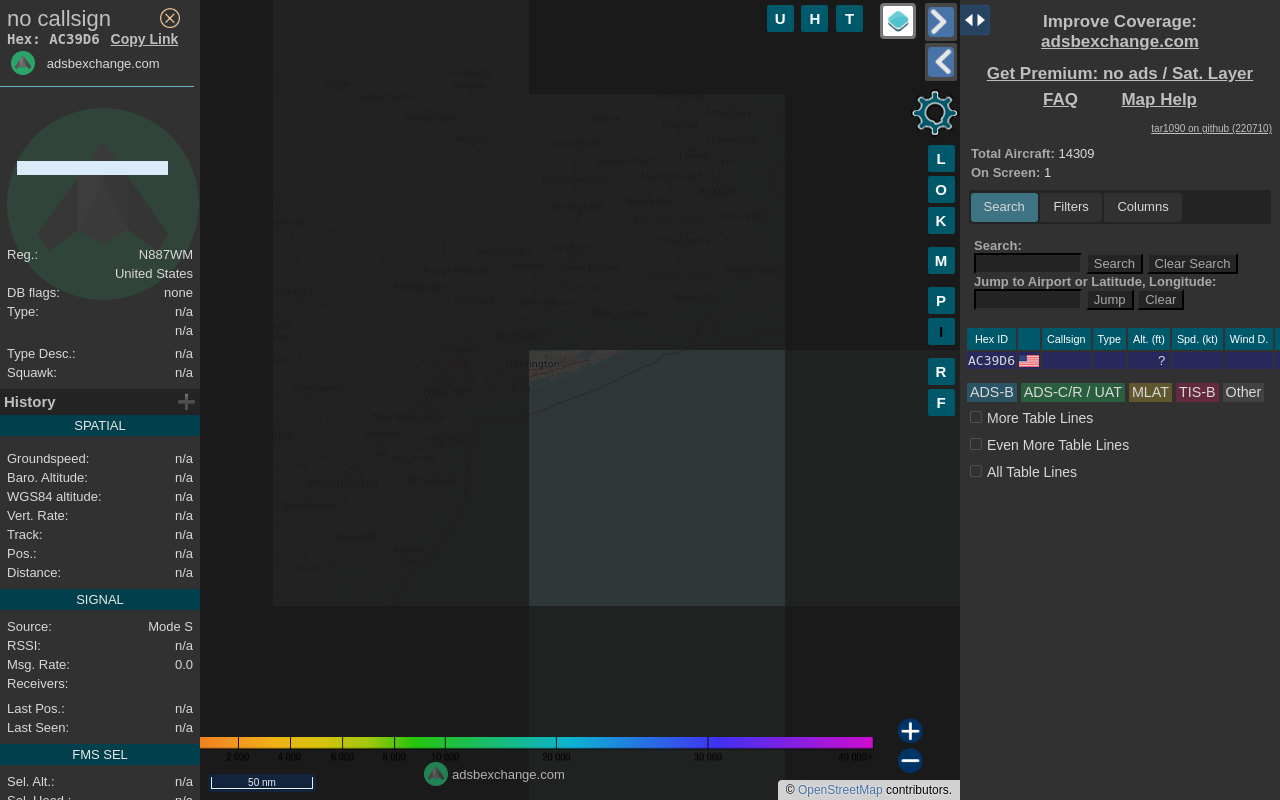 no callsign
Hex: AC39D6 Copy Link
adsbexchange.com
Reg.: N887WM
United States
DB flags: none
Type: n/a
n/a
Type Desc.: n/a
Squawk: n/a
History
SPATIAL
Groundspeed: n/a
Baro. Altitude: n/a
WGS84 altitude: n/a
Vert. Rate: n/a
Track: n/a
Pos.: n/a
Distance: n/a
SIGNAL
Source: Mode S
RSSI: n/a
Msg. Rate: 0.0
Receivers:
Last Pos.: n/a
Last Seen: n/a
FMS SEL
Sel. Alt.: n/a
Sel. Head.: n/a
U H T
L
O
K
M
P
I
R
F
Philadelphia
2 000 4 000 6 000 8 000 10 000 20 000 30 000 40 000+
50 nm
adsbexchange.com
© OpenStreetMap contributors.
Improve Coverage:
adsbexchange.com
Get Premium: no ads / Sat. Layer
FAQ Map Help
tar1090 on github (220710)
Total Aircraft: 14309
On Screen: 1
Search Filters Columns
Search:
Search Clear Search
Jump to Airport or Latitude, Longitude:
Jump Clear
Hex ID Callsign Type Alt. (ft) Spd. (kt) Wind D.
AC39D6 ?
ADS-B ADS-C/R / UAT MLAT TIS-B Other
More Table Lines
Even More Table Lines
All Table Lines